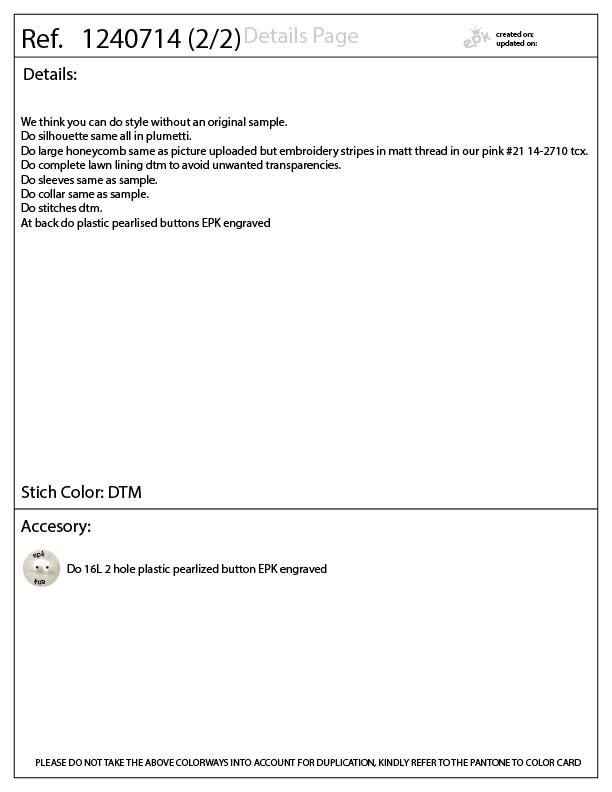 Ref. 1240714 (2/2) Details Page
epk
created on:
updated on:
Details:
We think you can do style without an original sample.
Do silhouette same all in plumetti.
Do large honeycomb same as picture uploaded but embroidery stripes in matt thread in our pink #21 14-2710 tcx.
Do complete lawn lining dtm to avoid unwanted transparencies.
Do sleeves same as sample.
Do collar same as sample.
Do stitches dtm.
At back do plastic pearlised buttons EPK engraved
Stich Color: DTM
Accesory:
epk
epk
Do 16L 2 hole plastic pearlized button EPK engraved
PLEASE DO NOT TAKE THE ABOVE COLORWAYS INTO ACCOUNT FOR DUPLICATION, KINDLY REFER TO THE PANTONE TO COLOR CARD